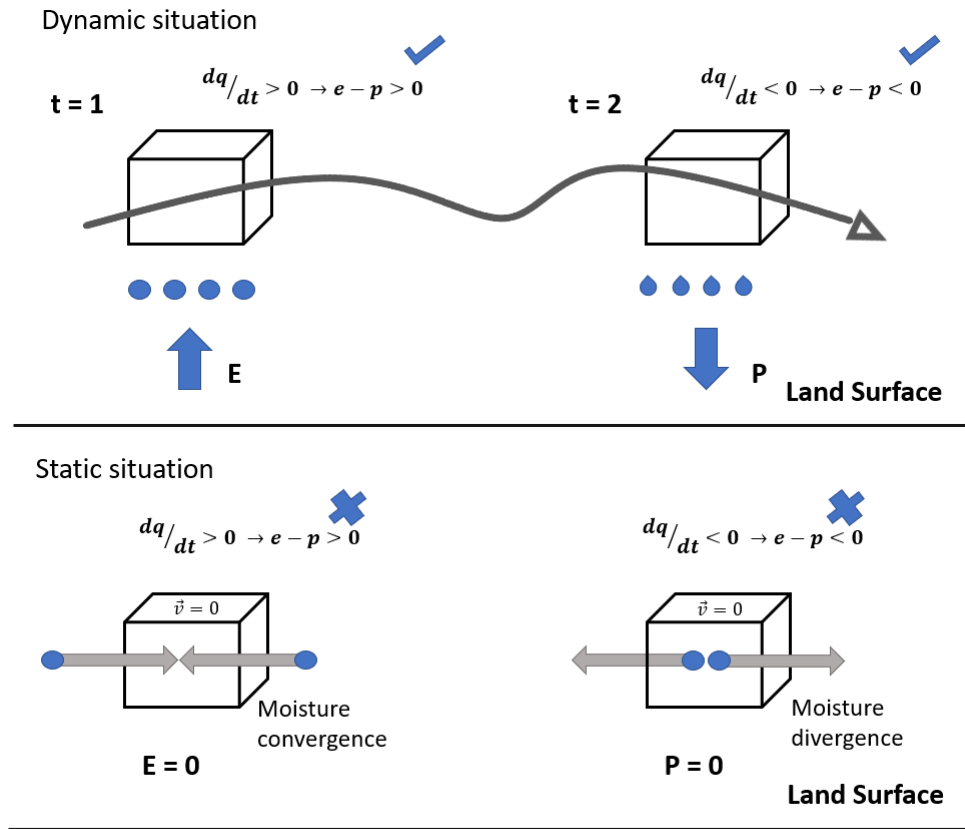 Dynamic situation
dq/dt > 0 → e − p > 0
dq/dt < 0 → e − p < 0
t = 1
t = 2
E
P
Land Surface
Static situation
dq/dt > 0 → e − p > 0
dq/dt < 0 → e − p < 0
v⃗ = 0
v⃗ = 0
Moisture
convergence
Moisture
divergence
E = 0
P = 0
Land Surface